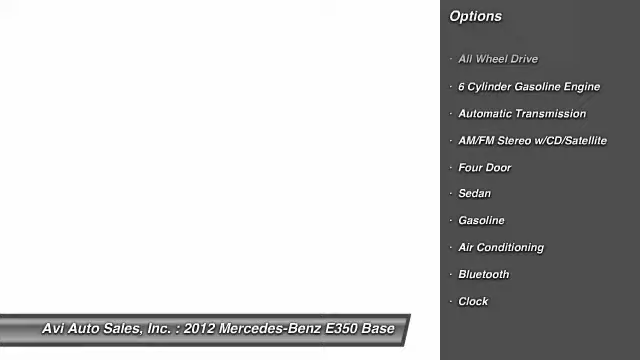 Options
· All Wheel Drive
· 6 Cylinder Gasoline Engine
· Automatic Transmission
· AM/FM Stereo w/CD/Satellite
· Four Door
· Sedan
· Gasoline
· Air Conditioning
· Bluetooth
· Clock
Avi Auto Sales, Inc. : 2012 Mercedes-Benz E350 Base